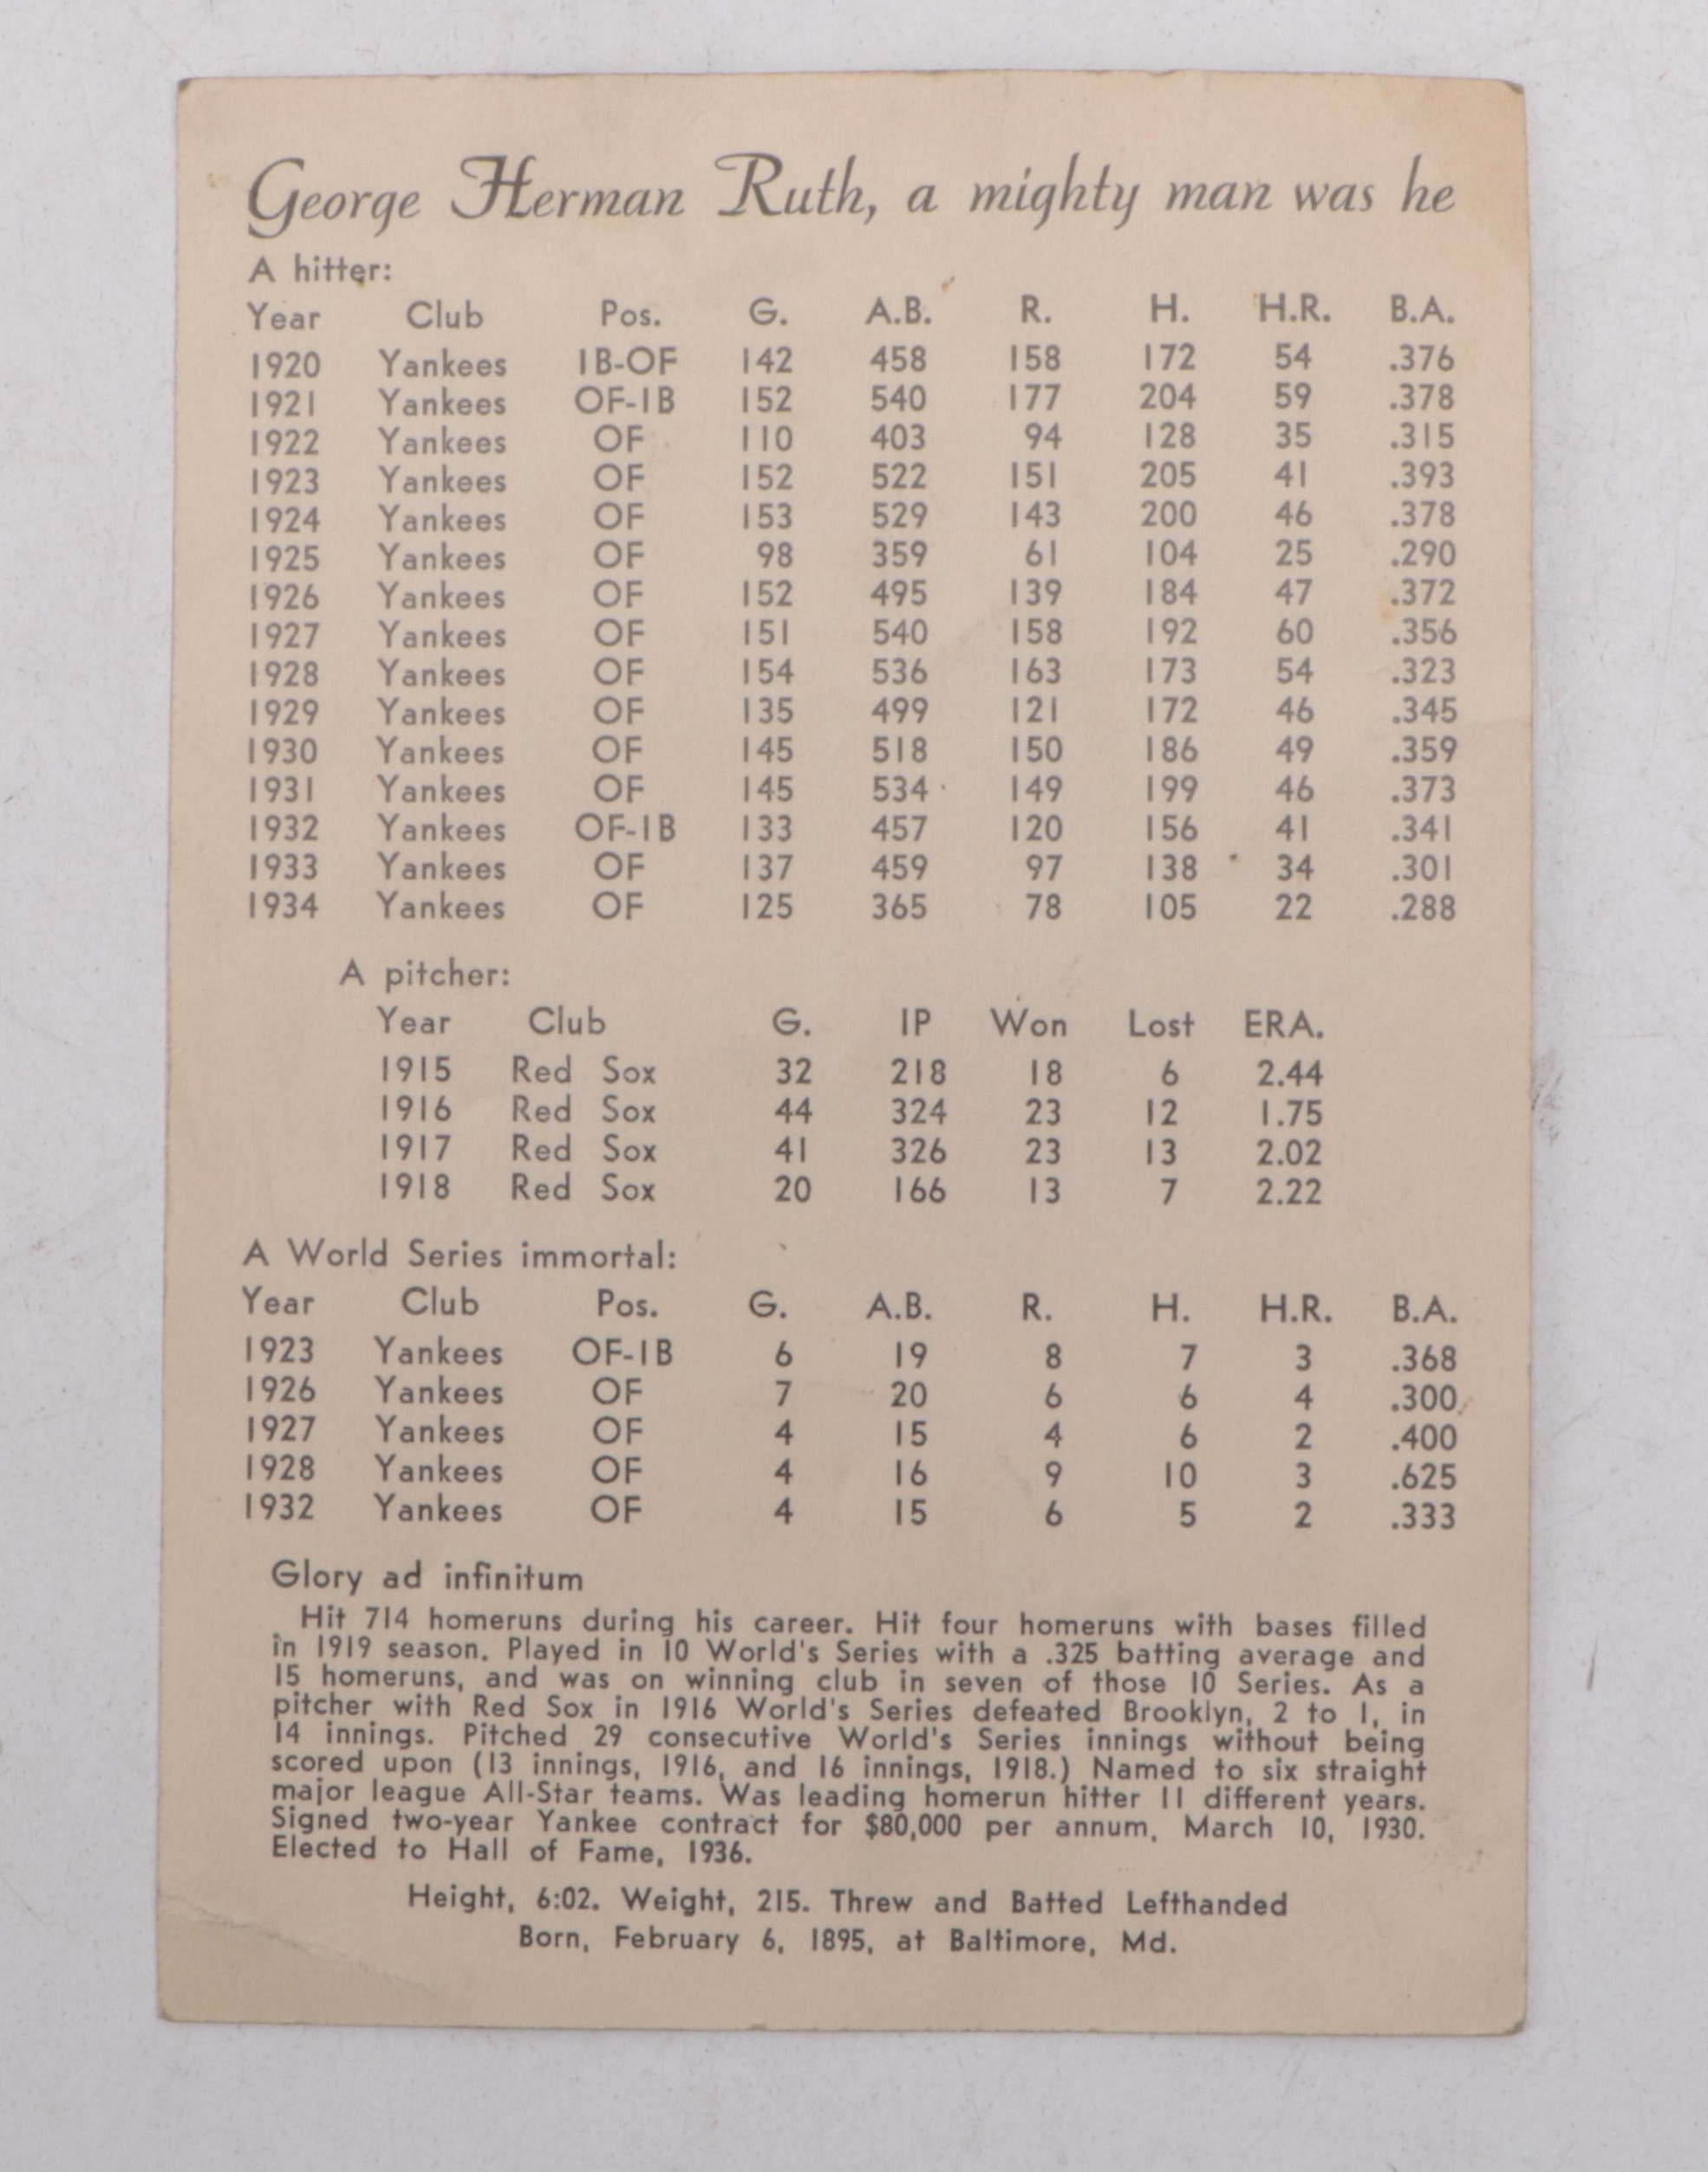 George Herman Ruth, a mighty man was he
A hitter:
Year Club Pos. G. A.B. R. H. H.R. B.A.
1920 Yankees 1B-OF 142 458 158 172 54 .376
1921 Yankees OF-1B 152 540 177 204 59 .378
1922 Yankees OF 110 403 94 128 35 .315
1923 Yankees OF 152 522 151 205 41 .393
1924 Yankees OF 153 529 143 200 46 .378
1925 Yankees OF 98 359 61 104 25 .290
1926 Yankees OF 152 495 139 184 47 .372
1927 Yankees OF 151 540 158 192 60 .356
1928 Yankees OF 154 536 163 173 54 .323
1929 Yankees OF 135 499 121 172 46 .345
1930 Yankees OF 145 518 150 186 49 .359
1931 Yankees OF 145 534 149 199 46 .373
1932 Yankees OF-1B 133 457 120 156 41 .341
1933 Yankees OF 137 459 97 138 34 .301
1934 Yankees OF 125 365 78 105 22 .288
A pitcher:
Year Club G. IP Won Lost ERA.
1915 Red Sox 32 218 18 6 2.44
1916 Red Sox 44 324 23 12 1.75
1917 Red Sox 41 326 23 13 2.02
1918 Red Sox 20 166 13 7 2.22
A World Series immortal:
Year Club Pos. G. A.B. R. H. H.R. B.A.
1923 Yankees OF-1B 6 19 8 7 3 .368
1926 Yankees OF 7 20 6 6 4 .300
1927 Yankees OF 4 15 4 6 2 .400
1928 Yankees OF 4 16 9 10 3 .625
1932 Yankees OF 4 15 6 5 2 .333
Glory ad infinitum
Hit 714 homeruns during his career. Hit four homeruns with bases filled
in 1919 season. Played in 10 World's Series with a .325 batting average and
15 homeruns, and was on winning club in seven of those 10 Series. As a
pitcher with Red Sox in 1916 World's Series defeated Brooklyn, 2 to 1, in
14 innings. Pitched 29 consecutive World's Series innings without being
scored upon (13 innings, 1916, and 16 innings, 1918.) Named to six straight
major league All-Star teams. Was leading homerun hitter 11 different years.
Signed two-year Yankee contract for $80,000 per annum, March 10, 1930.
Elected to Hall of Fame, 1936.
Height, 6:02. Weight, 215. Threw and Batted Lefthanded
Born, February 6, 1895, at Baltimore, Md.